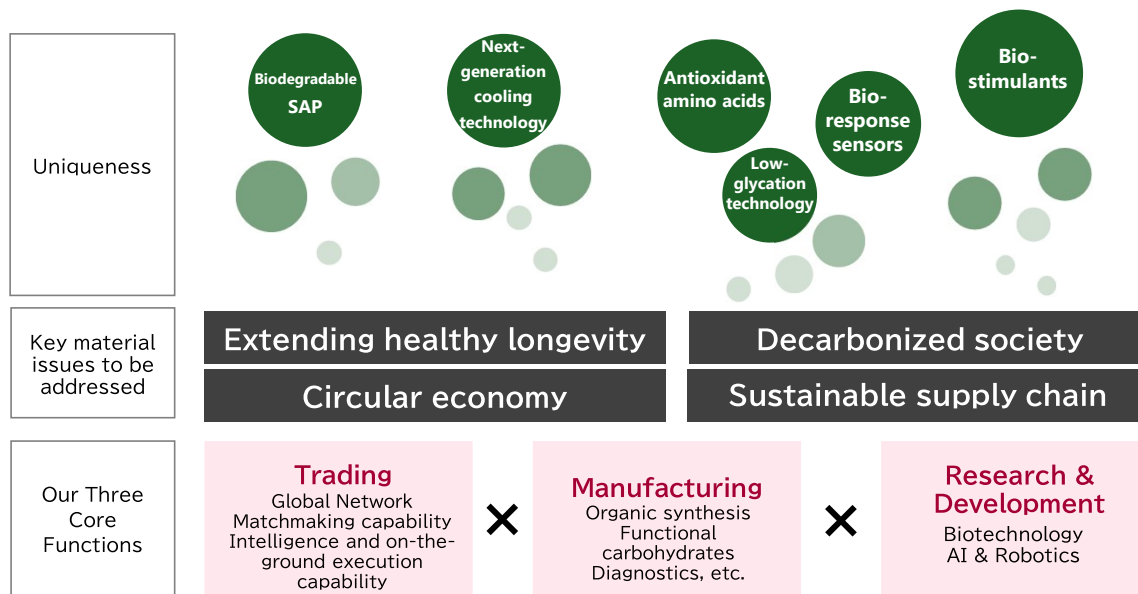 Uniqueness
Biodegradable
SAP
Next-
generation
cooling
technology
Antioxidant
amino acids
Low-
glycation
technology
Bio-
response
sensors
Bio-
stimulants
Key material
issues to be
addressed
Extending healthy longevity
Decarbonized society
Circular economy
Sustainable supply chain
Our Three
Core
Functions
Trading
Global Network
Matchmaking capability
Intelligence and on-the-
ground execution
capability
×
Manufacturing
Organic synthesis
Functional
carbohydrates
Diagnostics, etc.
×
Research &
Development
Biotechnology
AI & Robotics